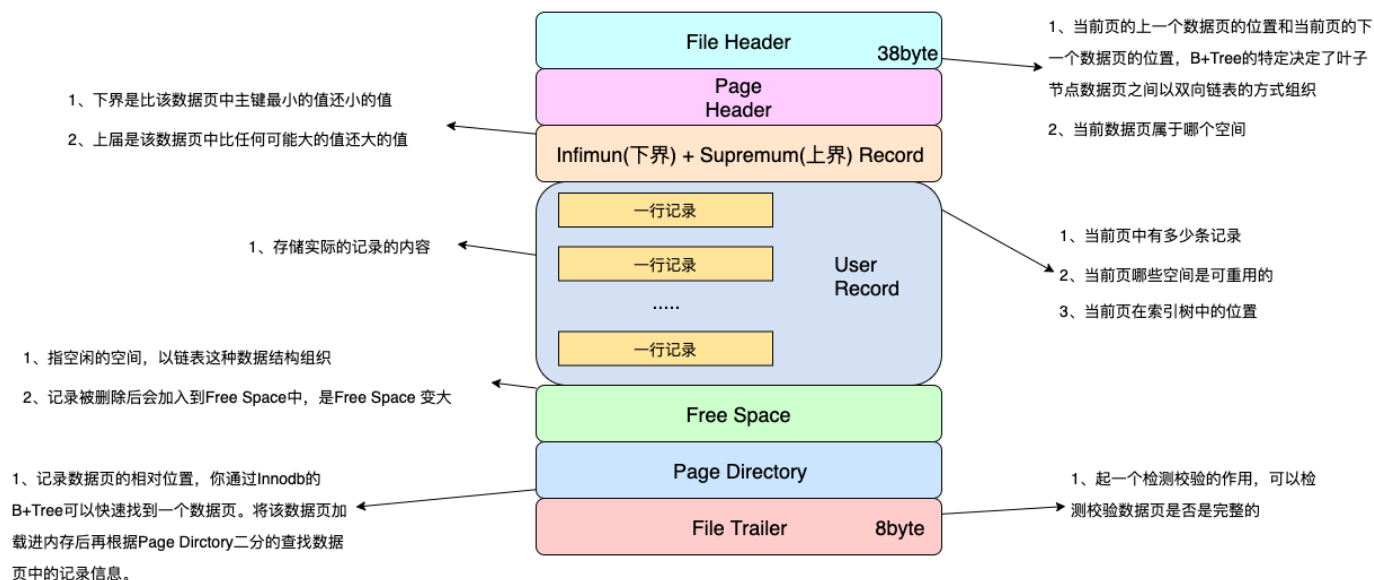 File Header
38byte
Page
Header
Infimun(下界) + Supremum(上界) Record
一行记录
一行记录
.....
一行记录
User
Record
Free Space
Page Directory
File Trailer
8byte
1、下界是比该数据页中主键最小的值还小的值
2、上届是该数据页中比任何可能大的值还大的值
1、存储实际的记录的内容
1、指空闲的空间，以链表这种数据结构组织
2、记录被删除后会加入到Free Space中，是Free Space 变大
1、记录数据页的相对位置，你通过Innodb的
B+Tree可以快速找到一个数据页。将该数据页加
载进内存后再根据Page Dirctory二分的查找数据
页中的记录信息。
1、当前页的上一个数据页的位置和当前页的下
一个数据页的位置，B+Tree的特定决定了叶子
节点数据页之间以双向链表的方式组织
2、当前数据页属于哪个空间
1、当前页中有多少条记录
2、当前页哪些空间是可重用的
3、当前页在索引树中的位置
1、起一个检测校验的作用，可以检
测校验数据页是否是完整的